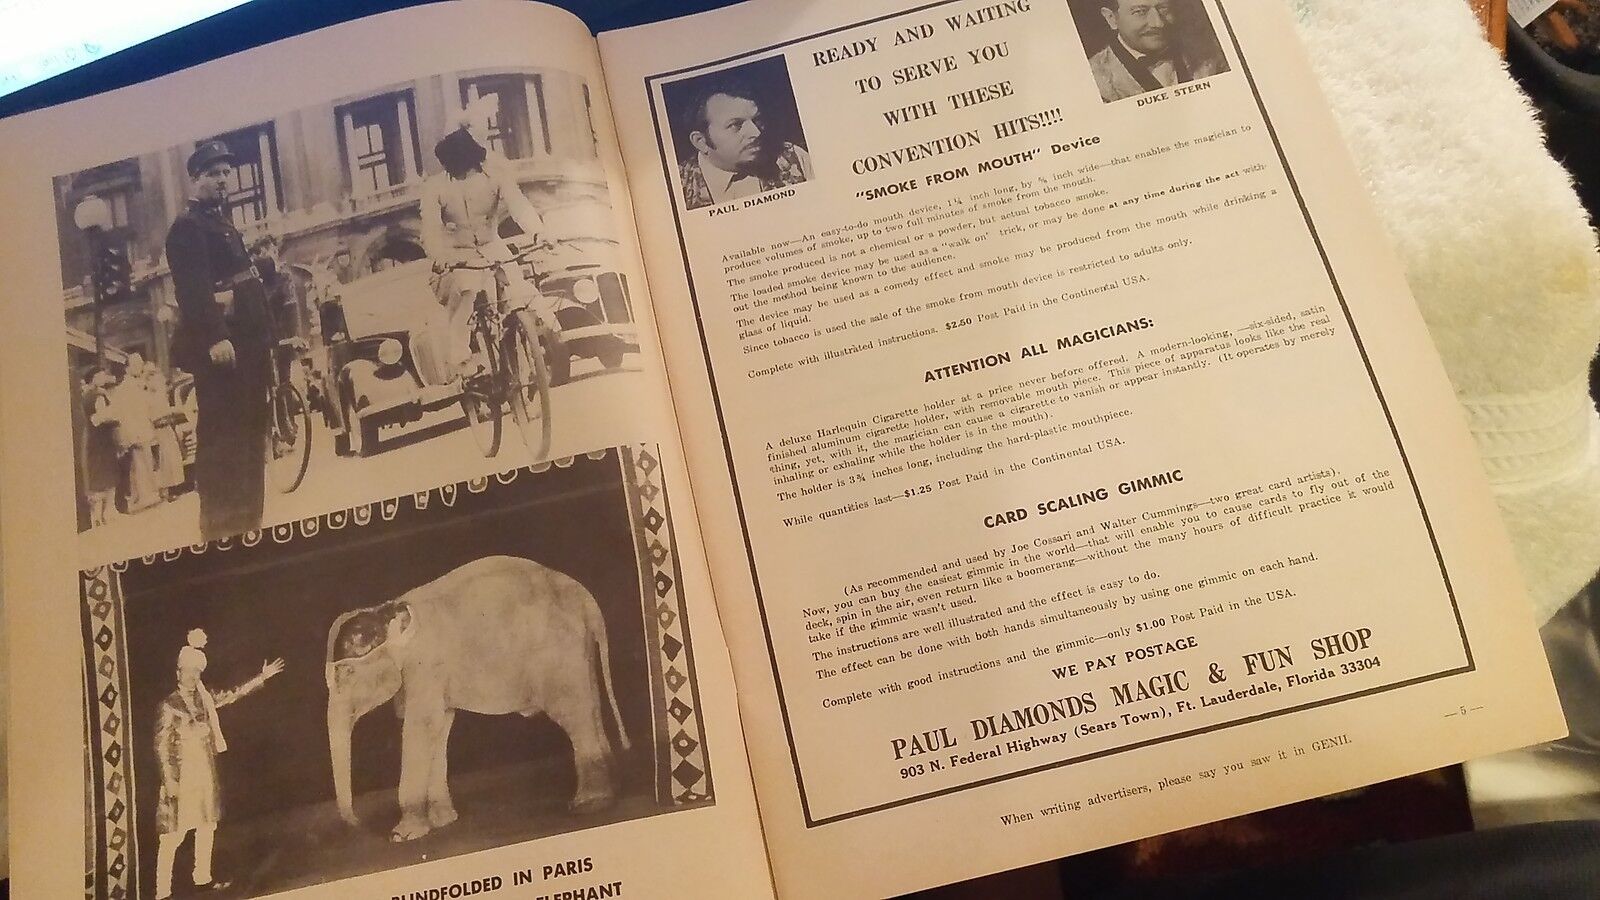 BLINDFOLDED IN PARIS
ELEPHANT
READY AND WAITING
TO SERVE YOU
WITH THESE
CONVENTION HITS!!!!
PAUL DIAMOND
DUKE STERN
"SMOKE FROM MOUTH" Device
Available now—An easy-to-do mouth device, 1¼ inch long, by ⅝ inch wide—that enables the magician to
produce volumes of smoke, up to two full minutes of smoke from the mouth.
The smoke produced is not a chemical or a powder, but actual tobacco smoke.
The loaded smoke device may be used as a "walk on" trick, or may be done at any time during the act with-
out the method being known to the audience.
The device may be used as a comedy effect and smoke may be produced from the mouth while drinking a
glass of liquid.
Since tobacco is used the sale of the smoke from mouth device is restricted to adults only.
Complete with illustrated instructions. $2.50 Post Paid in the Continental USA.
ATTENTION ALL MAGICIANS:
A deluxe Harlequin Cigarette holder at a price never before offered. A modern-looking, —six-sided, satin
finished aluminum cigarette holder, with removable mouth piece. This piece of apparatus looks like the real
thing, yet, with it, the magician can cause a cigarette to vanish or appear instantly. (It operates by merely
inhaling or exhaling while the holder is in the mouth).
The holder is 3¾ inches long, including the hard-plastic mouthpiece.
While quantities last—$1.25 Post Paid in the Continental USA.
CARD SCALING GIMMIC
(As recommended and used by Joe Cossari and Walter Cummings—two great card artists).
Now, you can buy the easiest gimmic in the world—that will enable you to cause cards to fly out of the
deck, spin in the air, even return like a boomerang—without the many hours of difficult practice it would
take if the gimmic wasn't used.
The instructions are well illustrated and the effect is easy to do.
The effect can be done with both hands simultaneously by using one gimmic on each hand.
Complete with good instructions and the gimmic—only $1.00 Post Paid in the USA.
WE PAY POSTAGE
PAUL DIAMONDS MAGIC & FUN SHOP
903 N. Federal Highway (Sears Town), Ft. Lauderdale, Florida 33304
—5—
When writing advertisers, please say you saw it in GENII.